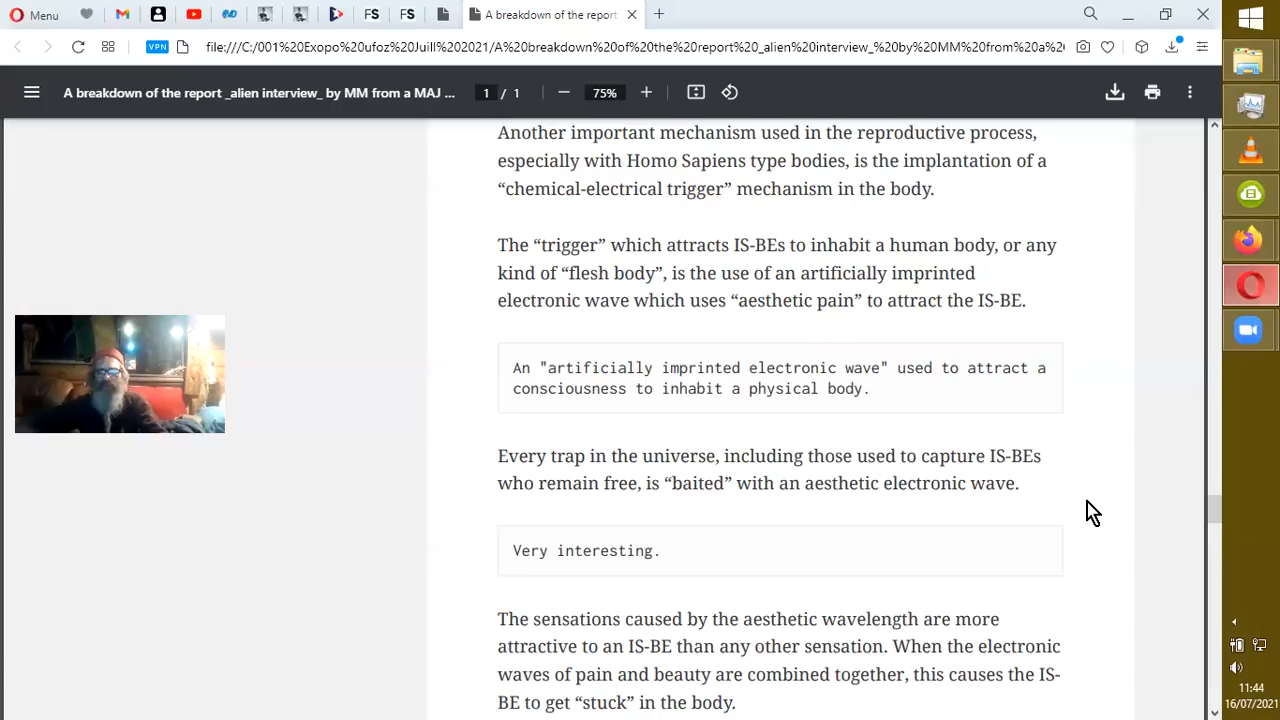 Menu
FS
FS
A breakdown of the report
VPN
file:///C:/001%20Exopo%20ufoz%20Juill%202021/A%20breakdown%20of%20the%20report%20_alien%20interview_%20by%20MM%20from%20a%20
A breakdown of the report _alien interview_ by MM from a MAJ ...
1 / 1
75%
Another important mechanism used in the reproductive process,
especially with Homo Sapiens type bodies, is the implantation of a
“chemical-electrical trigger” mechanism in the body.
The “trigger” which attracts IS-BEs to inhabit a human body, or any
kind of “flesh body”, is the use of an artificially imprinted
electronic wave which uses “aesthetic pain” to attract the IS-BE.
An "artificially imprinted electronic wave" used to attract a
consciousness to inhabit a physical body.
Every trap in the universe, including those used to capture IS-BEs
who remain free, is “baited” with an aesthetic electronic wave.
Very interesting.
The sensations caused by the aesthetic wavelength are more
attractive to an IS-BE than any other sensation. When the electronic
waves of pain and beauty are combined together, this causes the IS-
BE to get “stuck” in the body.
11:44
16/07/2021